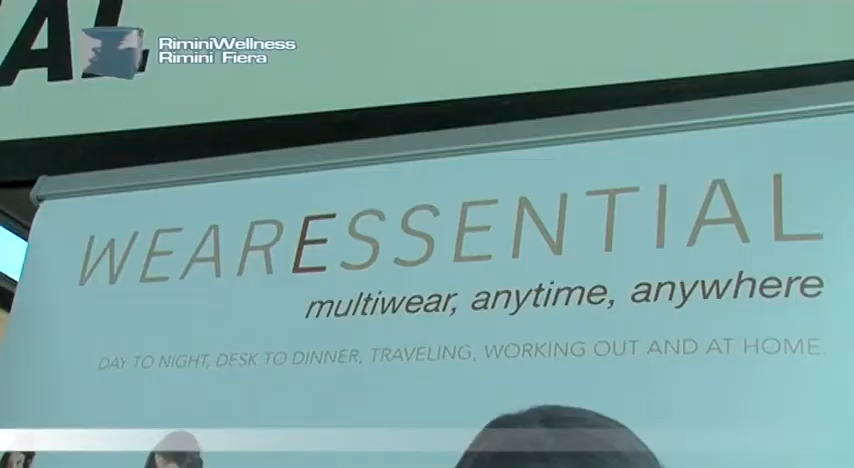 AL
RiminiWellness
Rimini Fiera
WEARESSENTIAL
multiwear, anytime, anywhere
DAY TO NIGHT, DESK TO DINNER, TRAVELING, WORKING OUT AND AT HOME.